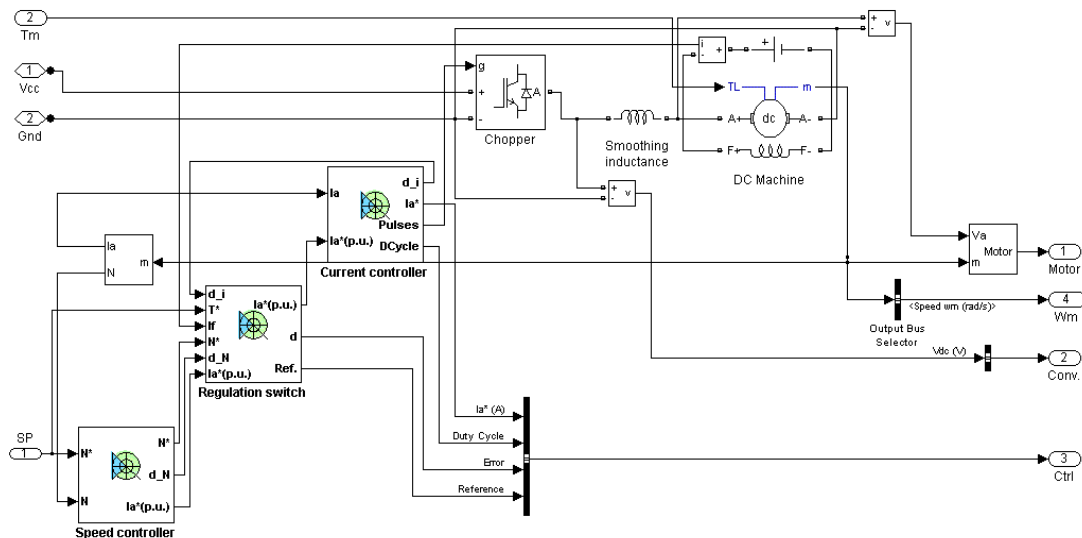 2
Tm
1
Vcc
2
Gnd
g
+
-
A
Chopper
Smoothing
inductance
i
+
-
+
TL
m
A+
dc
A-
F+
F-
DC Machine
+
-
v
+
-
v
Ia
Ia*(p.u.)
d_i
Ia*
Pulses
DCycle
Current controller
Ia
N
m
d_i
T*
If
N*
d_N
Ia*(p.u.)
Ia*(p.u.)
d
Ref.
Regulation switch
SP
1
N*
N
N*
d_N
Ia*(p.u.)
Speed controller
Ia* (A)
Duty Cycle
Error
Reference
Va
m
Motor
1
Motor
<Speed wm (rad/s)>
Output Bus
Selector
4
Wm
Vdc (V)
2
Conv.
3
Ctrl